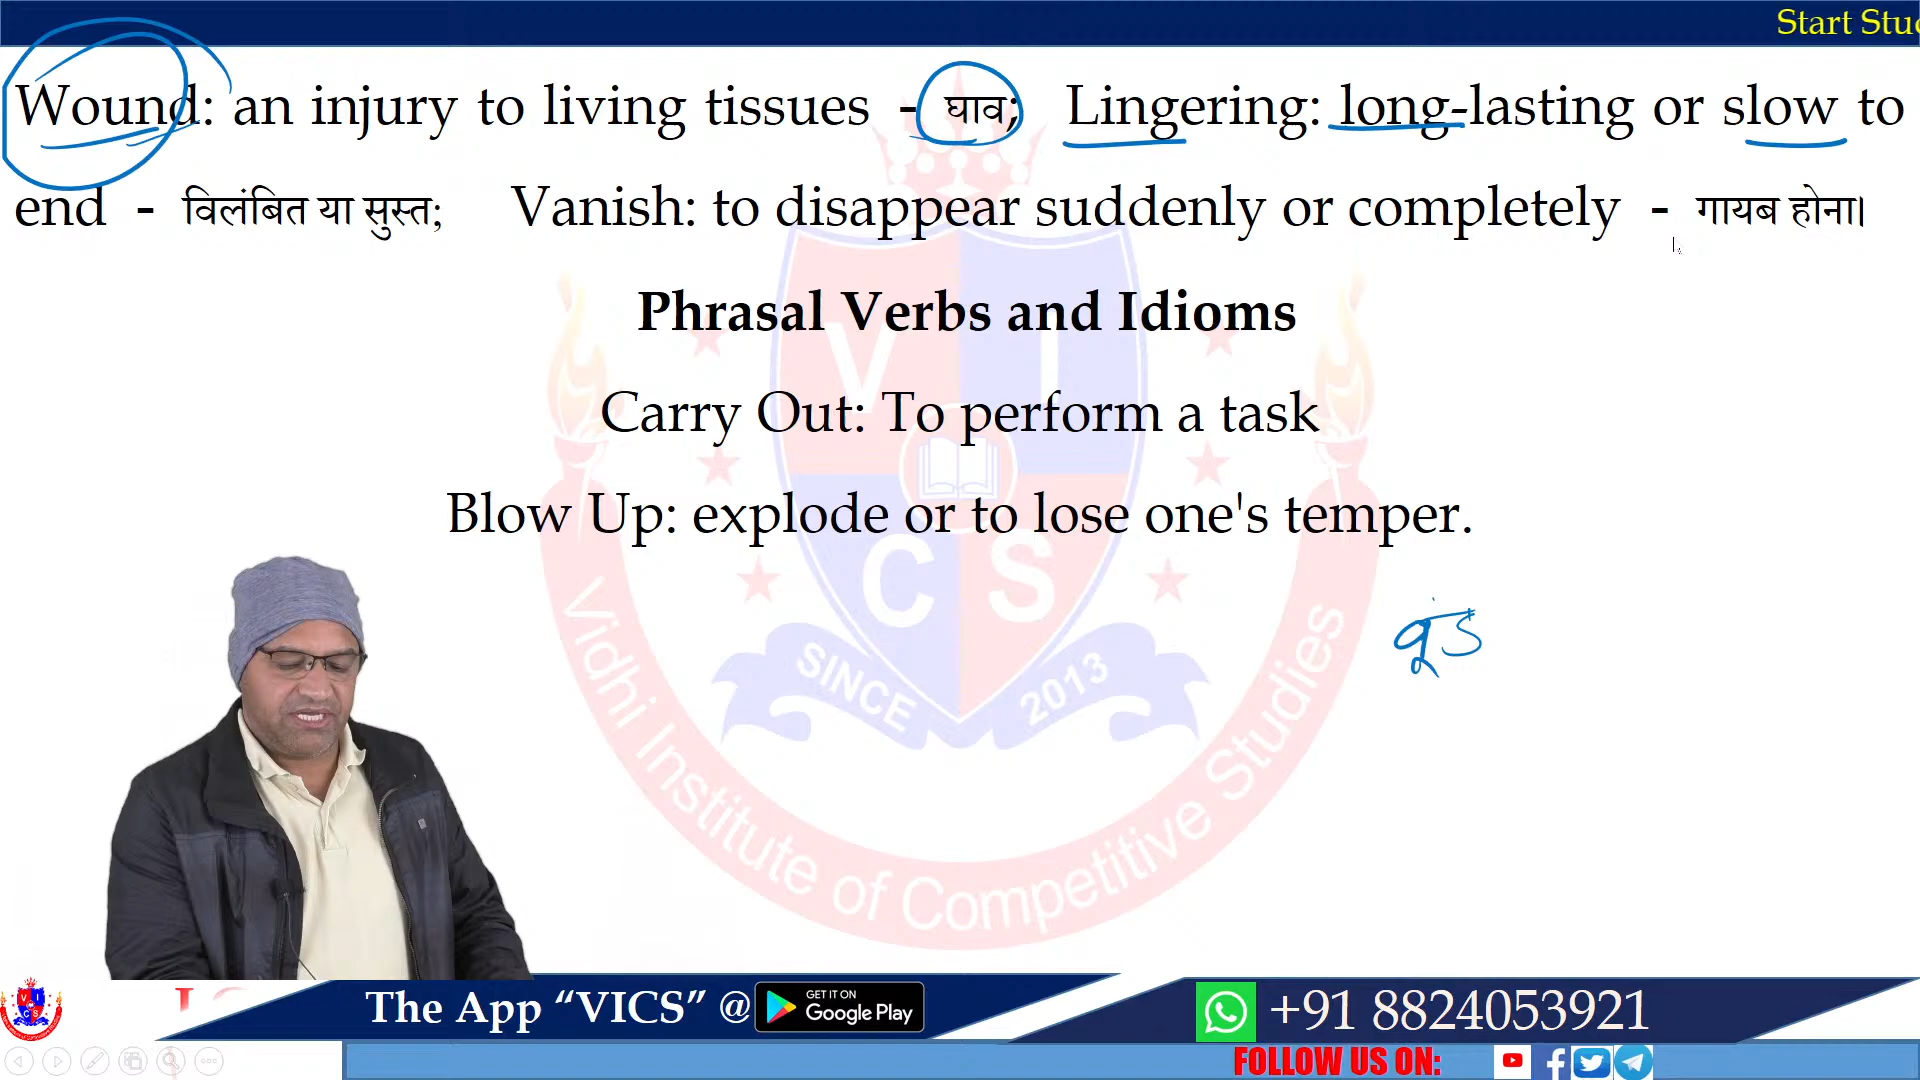 Start Stu
Wound: an injury to living tissues - घाव; Lingering: long-lasting or slow to
end - विलंबित या सुस्त; Vanish: to disappear suddenly or completely - गायब होना।
Phrasal Verbs and Idioms
Carry Out: To perform a task
Blow Up: explode or to lose one's temper.
वूंड
V I
C S
SINCE 2013
Vidhi Institute of Competitive Studies
The App “VICS” @ GET IT ON Google Play
+91 8824053921
FOLLOW US ON: